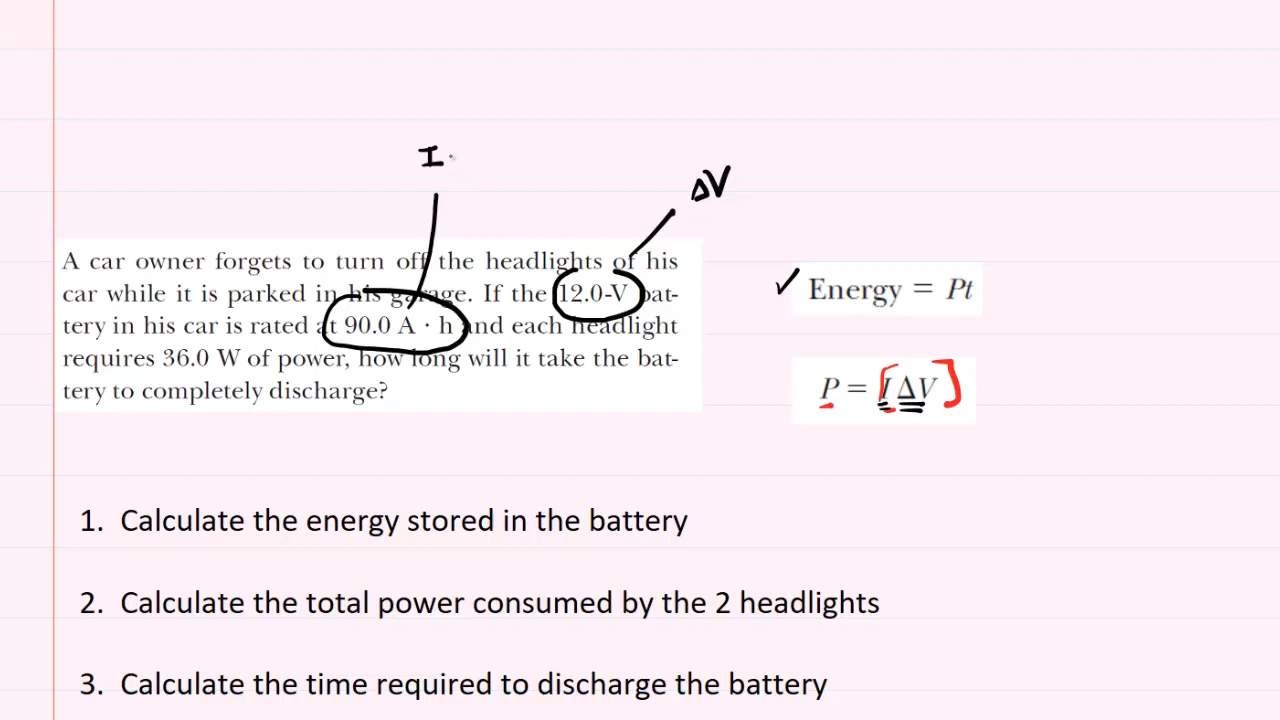 I
ΔV
A car owner forgets to turn off the headlights of his
car while it is parked in his garage. If the 12.0-V bat-
tery in his car is rated at 90.0 A · h and each headlight
requires 36.0 W of power, how long will it take the bat-
tery to completely discharge?
✓ Energy = Pt
P = [I ΔV]
1. Calculate the energy stored in the battery
2. Calculate the total power consumed by the 2 headlights
3. Calculate the time required to discharge the battery